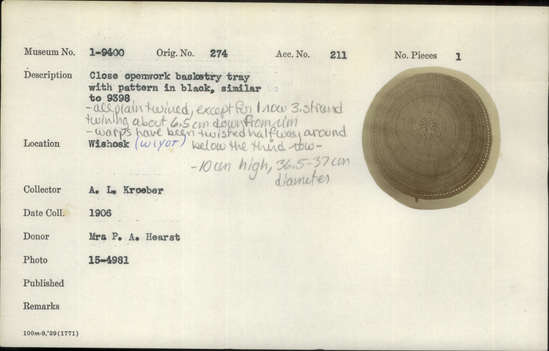 Museum No. 1-9400 Orig. No. 274 Acc. No. 211 No. Pieces 1
Description Close openwork basketry tray
with pattern in black, similar
to 9398
-all plain twined, except for 1 row 3-strand
twining about 6.5 cm down from rim
-warps have been twisted halfway around
Location Wishosk (Wiyot) below the third row-
-10 cm high, 36.5-37 cm
diameter
Collector A. L. Kroeber
Date Coll. 1906
Donor Mrs P. A. Hearst
Photo 15-4981
Published
Remarks
100m-9,'29(1771)